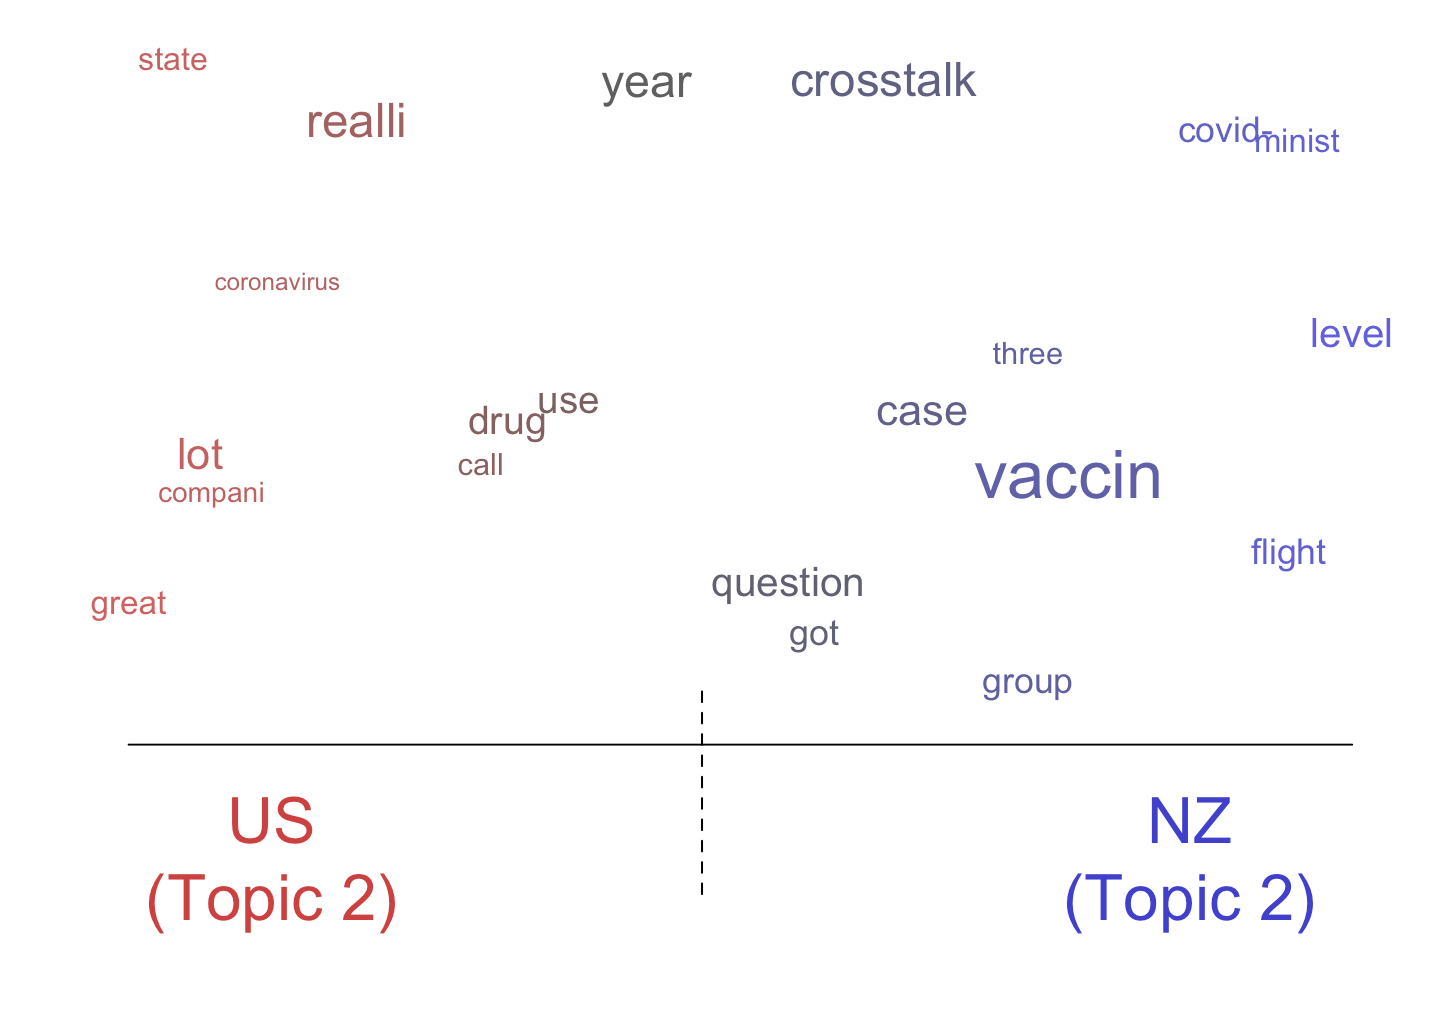 state
year
crosstalk
realli
covid-
minist
coronavirus
level
three
use
case
drug
lot
call
vaccin
compani
flight
question
great
got
group
US
(Topic 2)
NZ
(Topic 2)